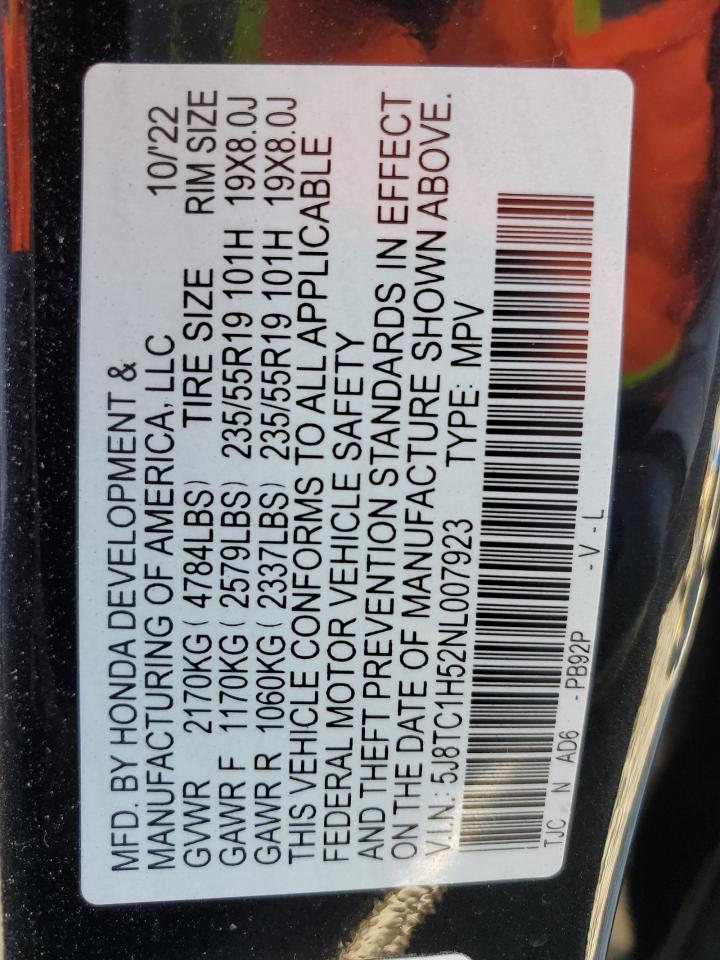 MFD. BY HONDA DEVELOPMENT &
MANUFACTURING OF AMERICA, LLC 10/'22
GVWR 2170KG ( 4784LBS) TIRE SIZE RIM SIZE
GAWR F 1170KG ( 2579LBS) 235/55R19 101H 19X8.0J
GAWR R 1060KG ( 2337LBS) 235/55R19 101H 19X8.0J
THIS VEHICLE CONFORMS TO ALL APPLICABLE
FEDERAL MOTOR VEHICLE SAFETY
AND THEFT PREVENTION STANDARDS IN EFFECT
ON THE DATE OF MANUFACTURE SHOWN ABOVE.
V.I.N.: 5J8TC1H52NL007923 TYPE: MPV
TJC N AD6 - PB92P - V - L